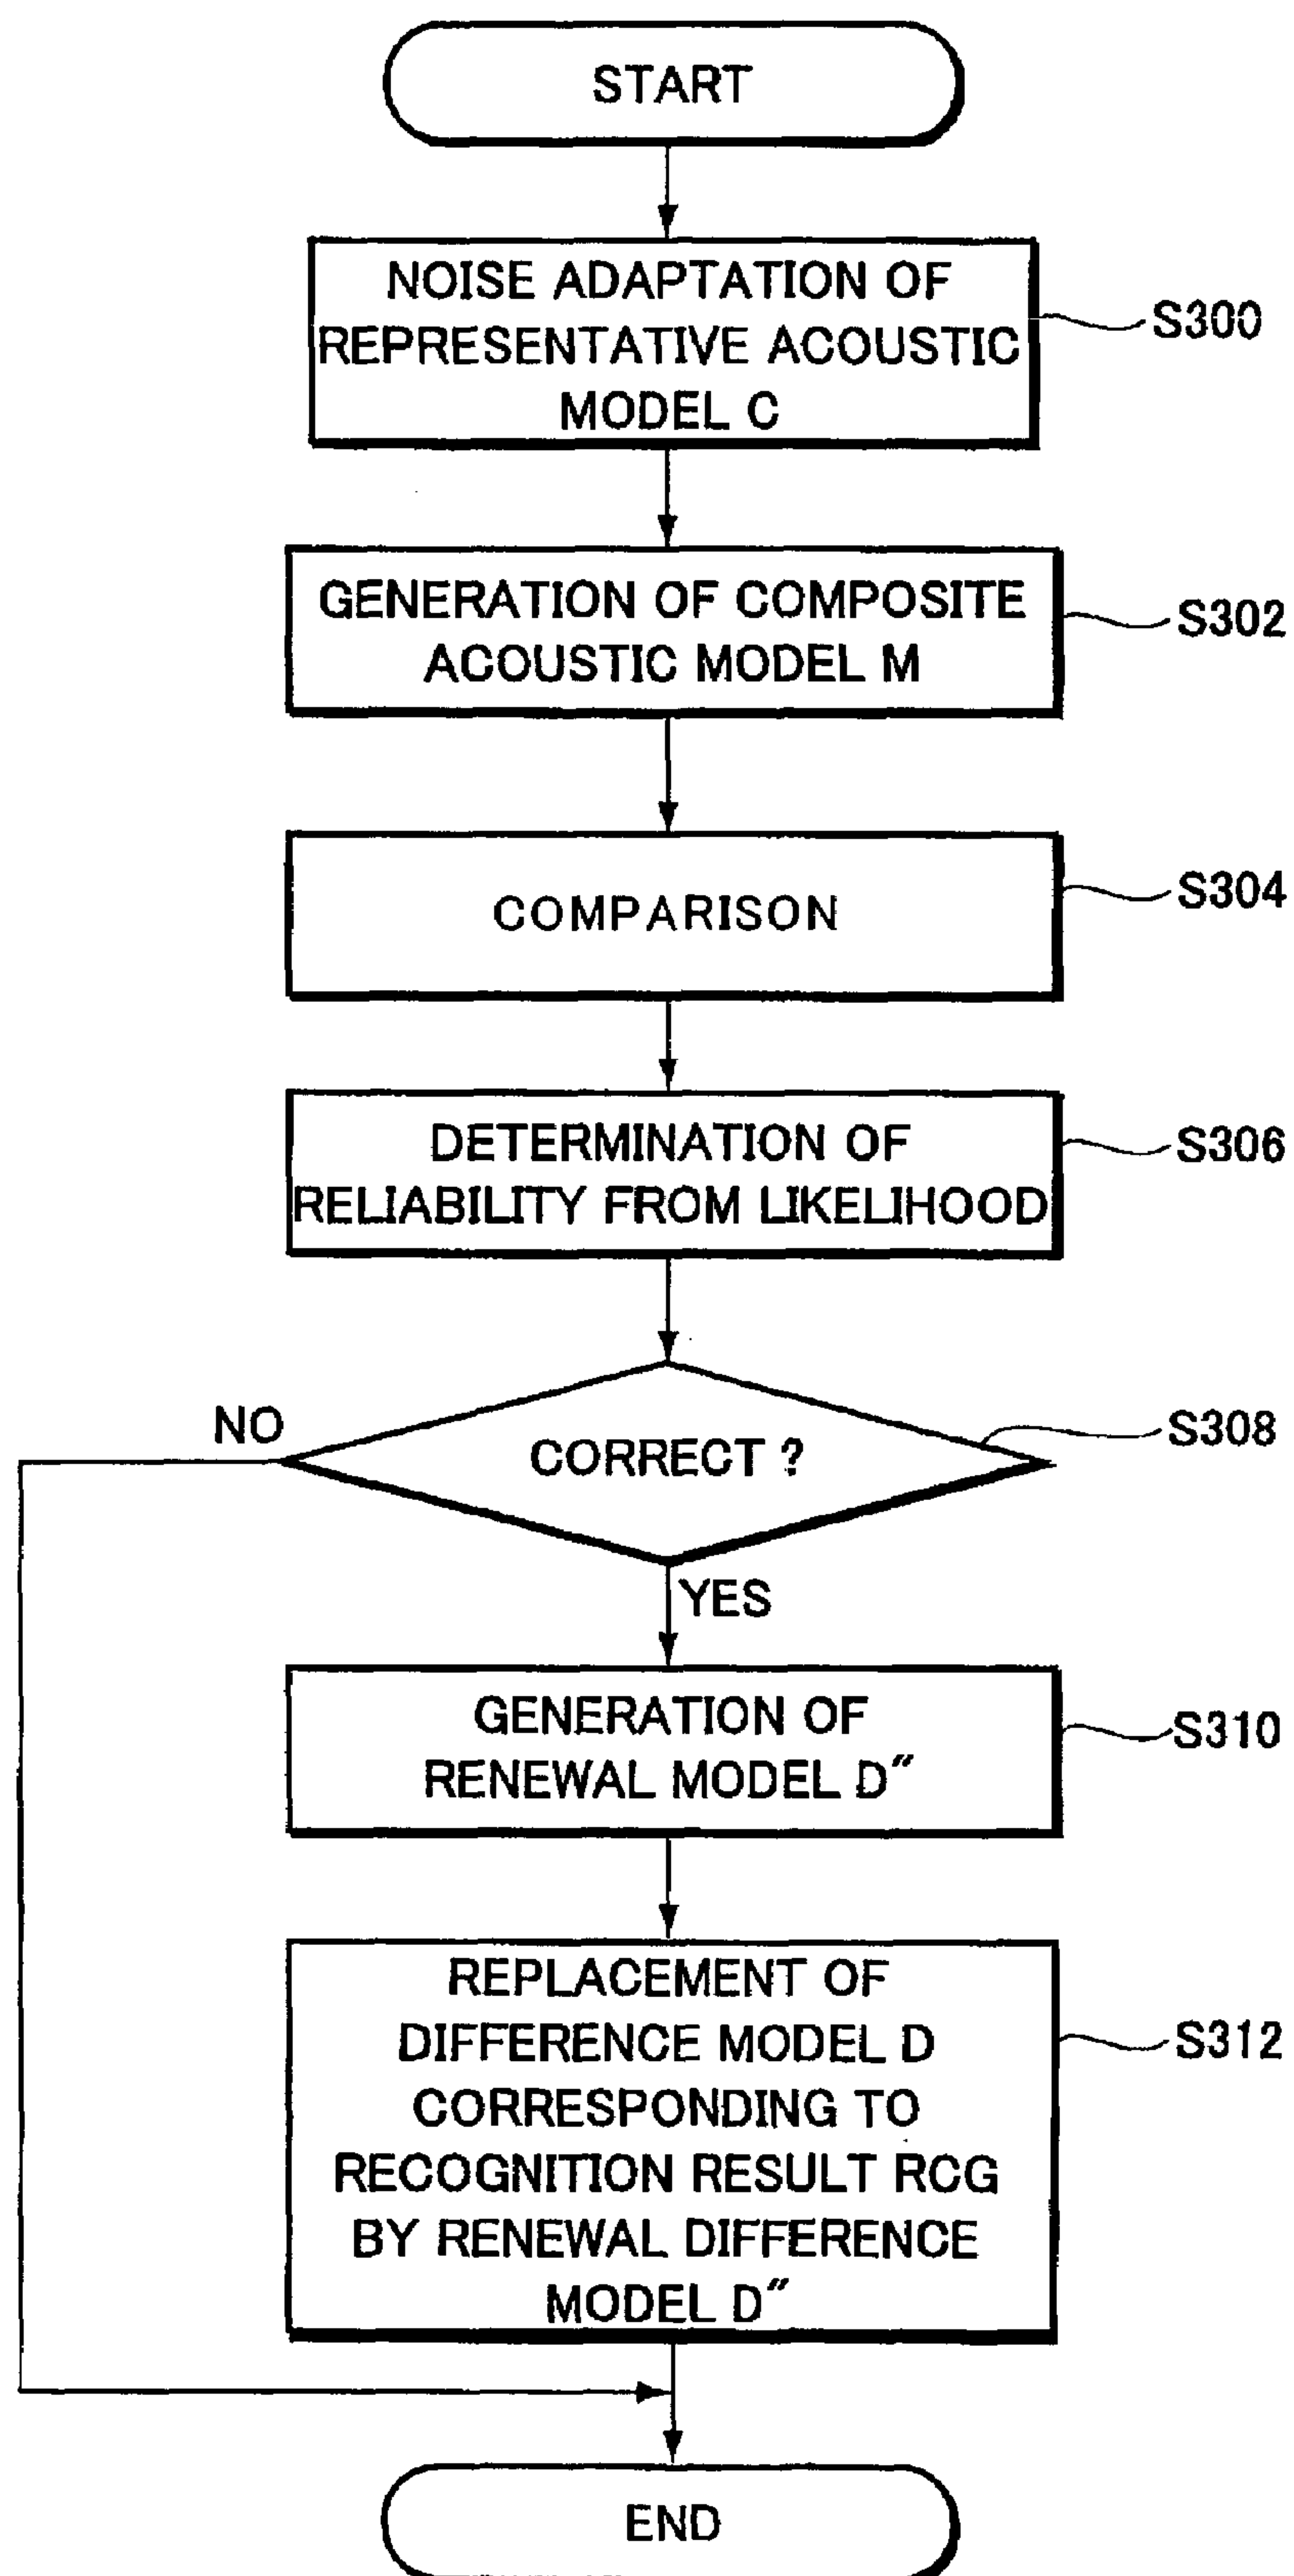 START
NOISE ADAPTATION OF
REPRESENTATIVE ACOUSTIC
MODEL C
S300
GENERATION OF COMPOSITE
ACOUSTIC MODEL M
S302
COMPARISON
S304
DETERMINATION OF
RELIABILITY FROM LIKELIHOOD
S306
CORRECT ?
S308
NO
YES
GENERATION OF
RENEWAL MODEL D″
S310
REPLACEMENT OF
DIFFERENCE MODEL D
CORRESPONDING TO
RECOGNITION RESULT RCG
BY RENEWAL DIFFERENCE
MODEL D″
S312
END